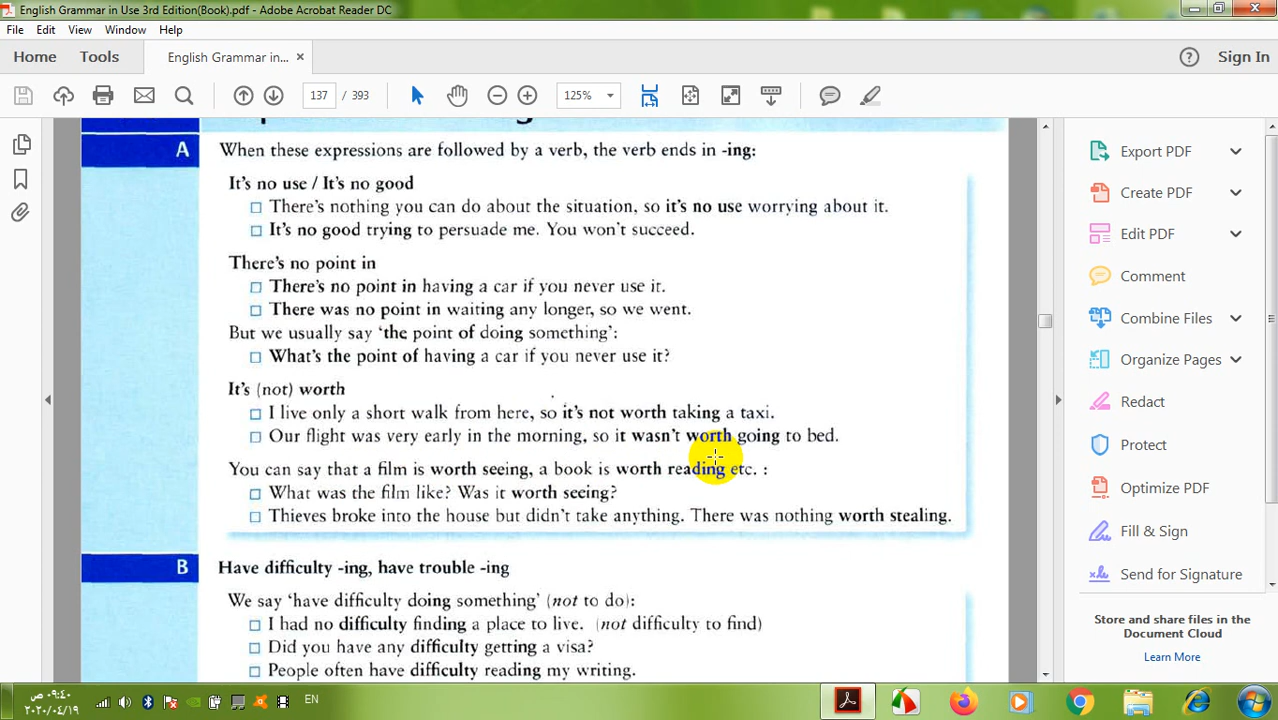 English Grammar in Use 3rd Edition(Book).pdf - Adobe Acrobat Reader DC
File Edit View Window Help
Home Tools English Grammar in... × Sign In
137 / 393 125%
A When these expressions are followed by a verb, the verb ends in -ing:
It's no use / It's no good
There's nothing you can do about the situation, so it's no use worrying about it.
It's no good trying to persuade me. You won't succeed.
There's no point in
There's no point in having a car if you never use it.
There was no point in waiting any longer, so we went.
But we usually say 'the point of doing something':
What's the point of having a car if you never use it?
It's (not) worth
I live only a short walk from here, so it's not worth taking a taxi.
Our flight was very early in the morning, so it wasn't worth going to bed.
You can say that a film is worth seeing, a book is worth reading etc. :
What was the film like? Was it worth seeing?
Thieves broke into the house but didn't take anything. There was nothing worth stealing.
B Have difficulty -ing, have trouble -ing
We say 'have difficulty doing something' (not to do):
I had no difficulty finding a place to live. (not difficulty to find)
Did you have any difficulty getting a visa?
People often have difficulty reading my writing.
Export PDF
Create PDF
Edit PDF
Comment
Combine Files
Organize Pages
Redact
Protect
Optimize PDF
Fill & Sign
Send for Signature
Store and share files in the
Document Cloud
Learn More
٠٩:٤٠ ص
٢٠٢٠/٠٤/١٩
EN